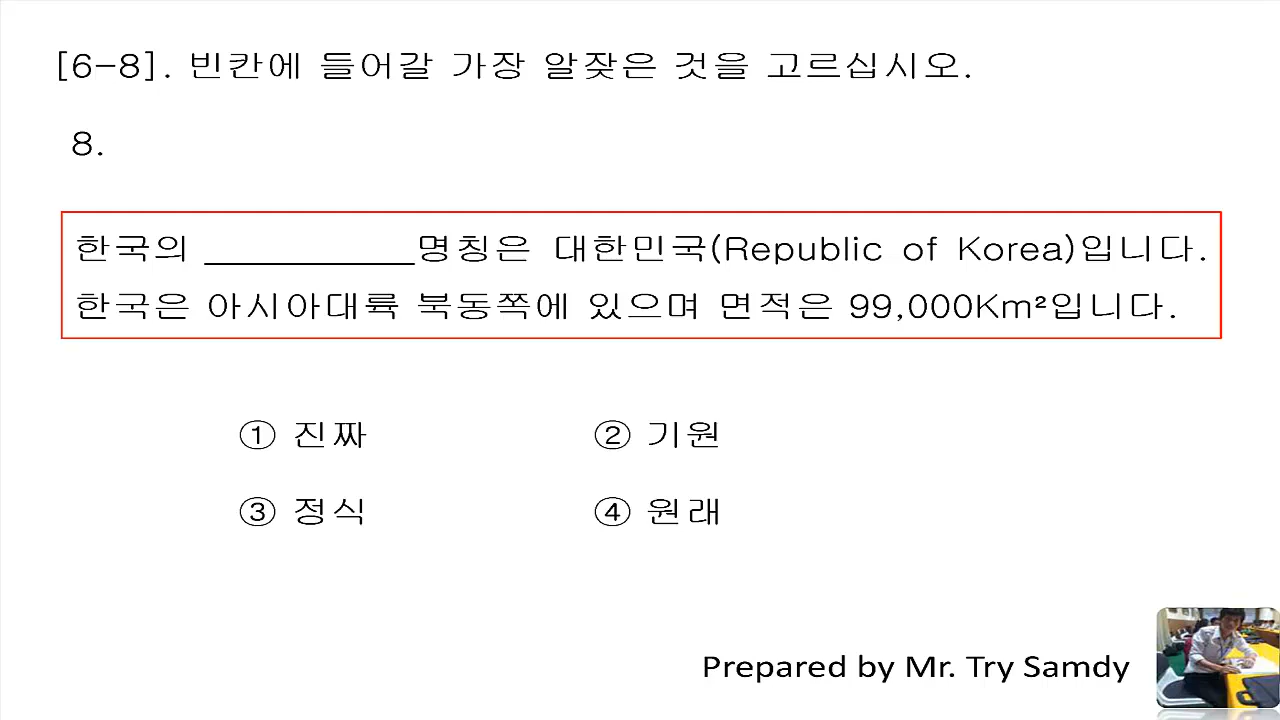 [6-8]. 빈칸에 들어갈 가장 알잦은 것을 고르십시오.
8.
한국의 __________명칭은 대한민국(Republic of Korea)입니다.
한국은 아시아대륙 북동쪽에 있으며 면적은 99,000Km²입니다.
① 진짜 ② 기원
③ 정식 ④ 원래
Prepared by Mr. Try Samdy